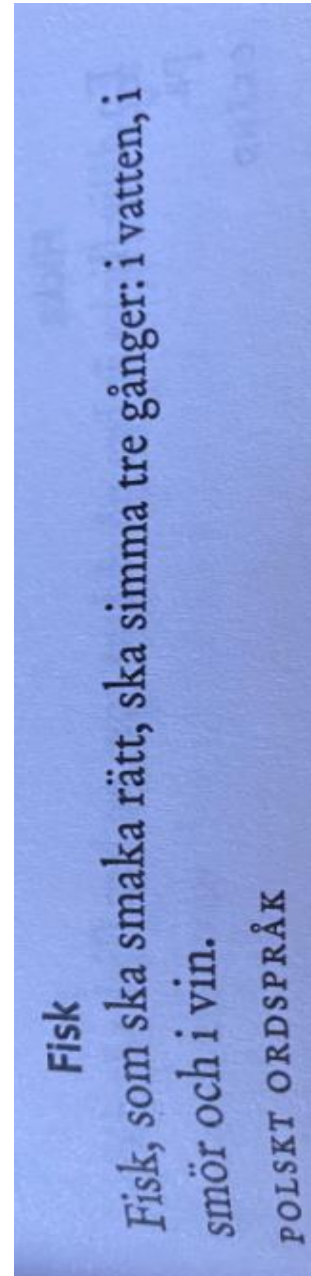 Fisk
Fisk, som ska smaka rätt, ska simma tre gånger: i vatten, i
smör och i vin.
POLSKT ORDSPRÅK